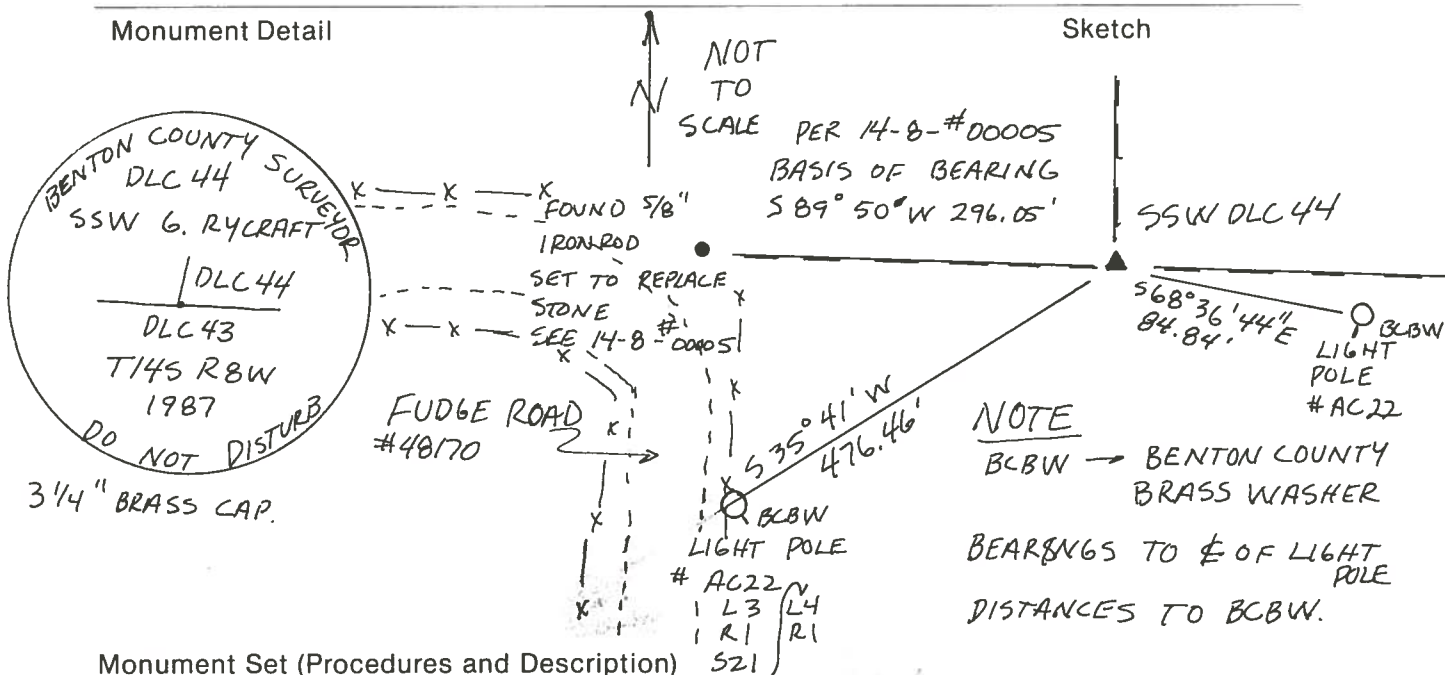 Monument Detail
Sketch
N
NOT
TO
SCALE
BENTON COUNTY SURVEYOR
DLC 44
SSW G. RYCRAFT
DLC 44
DLC 43
T14S R8W
1987
DO NOT DISTURB
3 1/4" BRASS CAP.
FOUND 5/8"
IRON ROD
SET TO REPLACE
STONE
SEE 14-8-#00005
PER 14-8-#00005
BASIS OF BEARING
S 89° 50' W 296.05'
SSW DLC 44
S68°36'44"E
84.84'
BCBW
LIGHT
POLE
#AC22
FUDGE ROAD
#48170
S 35° 41' W
476.46'
BCBW
LIGHT POLE
# AC22
L3 L4
R1 R1
S21
NOTE
BCBW → BENTON COUNTY
BRASS WASHER
BEARINGS TO ℄ OF LIGHT
POLE
DISTANCES TO BCBW.
Monument Set (Procedures and Description)